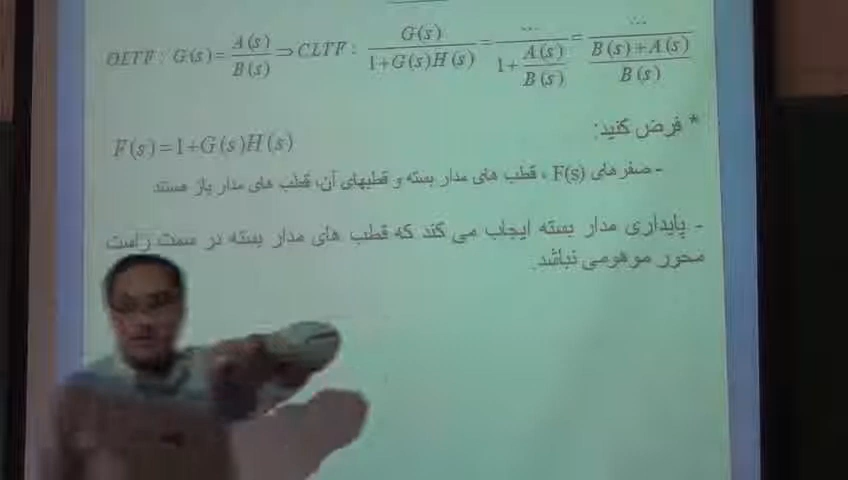 OLTF: G(s)=A(s)/B(s) ⇒ CLTF: G(s)/(1+G(s)H(s)) = .../(1+A(s)/B(s)) = .../((B(s)+A(s))/B(s))
* فرض کنید:
F(s)=1+G(s)H(s)
- صفرهای F(s)، قطب های مدار بسته و قطبهای آن، قطب های مدار باز هستند
- پایداری مدار بسته ایجاب می کند که قطب های مدار بسته در سمت راست
محور موهومی نباشد.